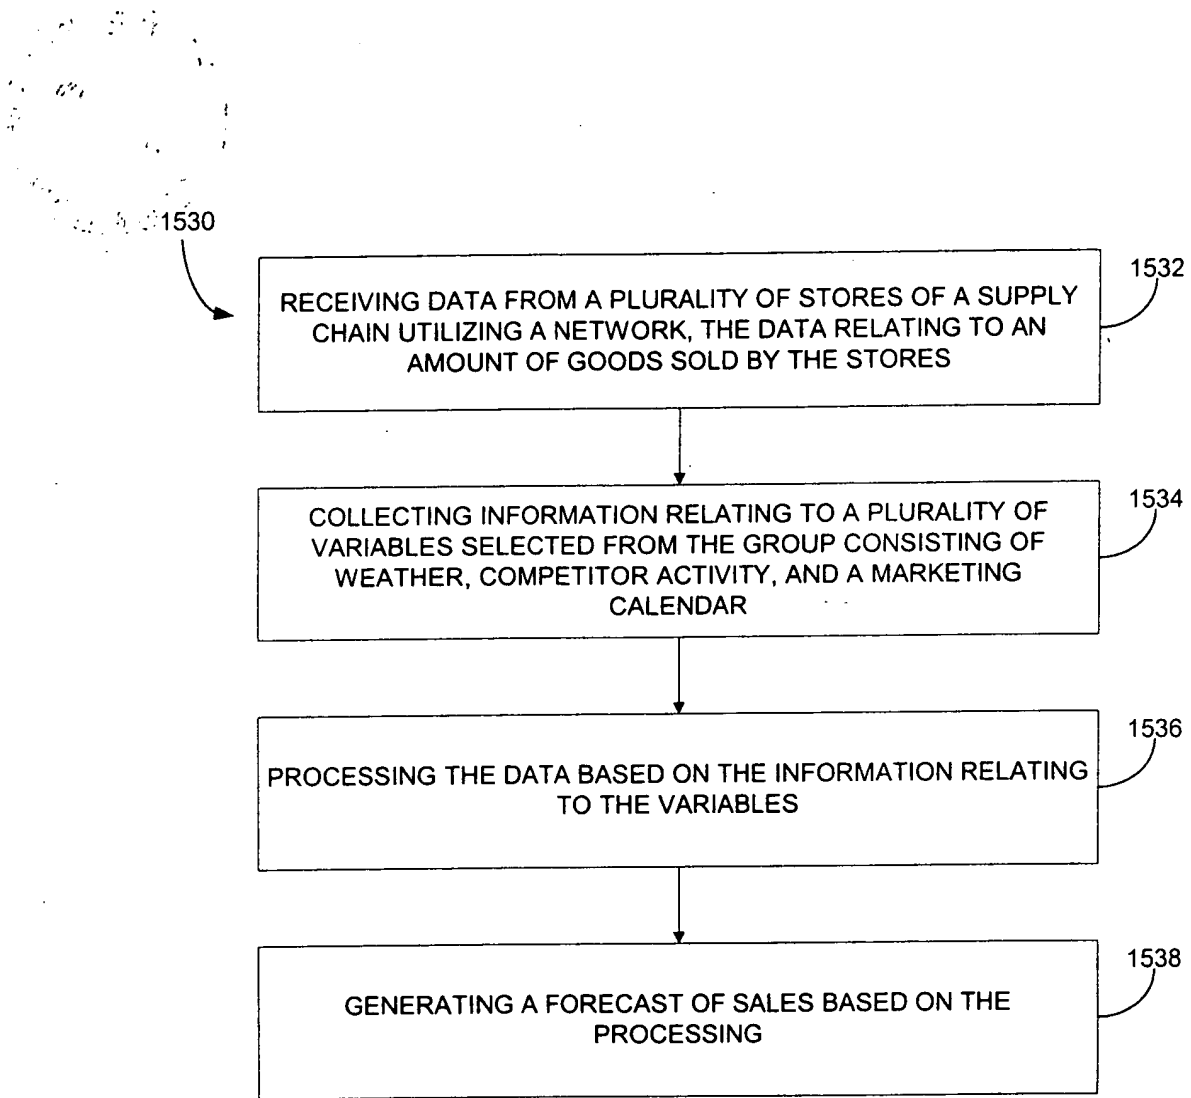 1530
1532
RECEIVING DATA FROM A PLURALITY OF STORES OF A SUPPLY
CHAIN UTILIZING A NETWORK, THE DATA RELATING TO AN
AMOUNT OF GOODS SOLD BY THE STORES
1534
COLLECTING INFORMATION RELATING TO A PLURALITY OF
VARIABLES SELECTED FROM THE GROUP CONSISTING OF
WEATHER, COMPETITOR ACTIVITY, AND A MARKETING
CALENDAR
1536
PROCESSING THE DATA BASED ON THE INFORMATION RELATING
TO THE VARIABLES
1538
GENERATING A FORECAST OF SALES BASED ON THE
PROCESSING